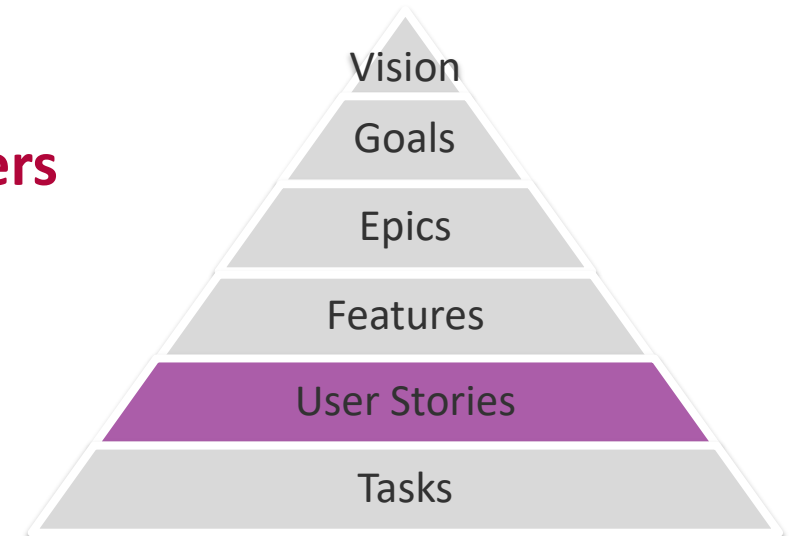 Vision
Goals
ers
Epics
Features
User Stories
Tasks